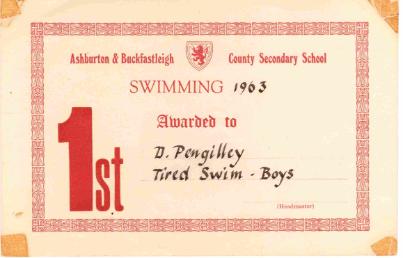 Ashburton & Buckfastleigh County Secondary School
SWIMMING 1963
Awarded to
1st
D. Pengilley
Tired Swim - Boys
(Headmaster)